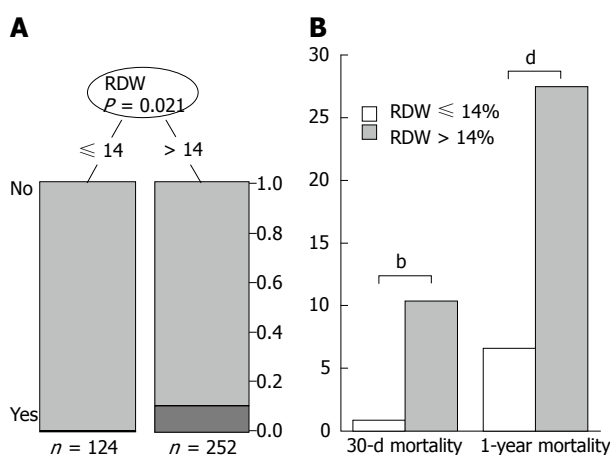 A
RDW
P = 0.021
≤ 14
> 14
No
Yes
1.0
0.8
0.6
0.4
0.2
0.0
n = 124
n = 252
B
30
25
20
15
10
5
0
RDW ≤ 14%
RDW > 14%
b
d
30-d mortality
1-year mortality